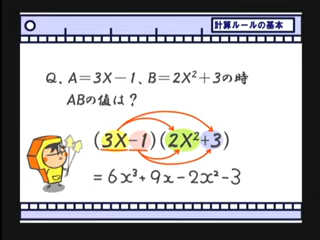 計算ルールの基本
Q、A=3X−1、B=2X²+3の時
ABの値は？
(3X−1)(2X²+3)
=6x³+9x−2x²−3